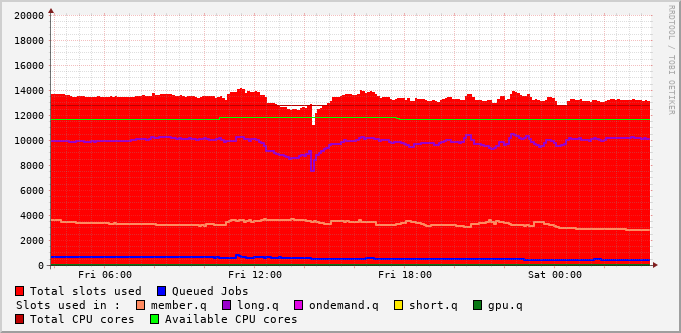 20000
18000
16000
14000
12000
10000
8000
6000
4000
2000
0
Fri 06:00 Fri 12:00 Fri 18:00 Sat 00:00
Total slots used Queued Jobs
Slots used in : member.q long.q ondemand.q short.q gpu.q
Total CPU cores Available CPU cores
RRDTOOL / TOBI OETIKER